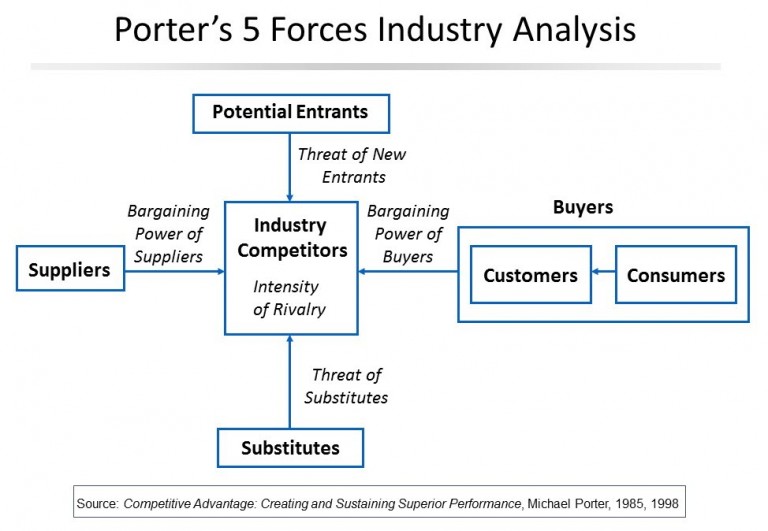 Porter’s 5 Forces Industry Analysis
Potential Entrants
Threat of New
Entrants
Bargaining
Power of
Suppliers
Suppliers
Industry
Competitors
Intensity
of Rivalry
Bargaining
Power of
Buyers
Buyers
Customers
Consumers
Threat of
Substitutes
Substitutes
Source: Competitive Advantage: Creating and Sustaining Superior Performance, Michael Porter, 1985, 1998